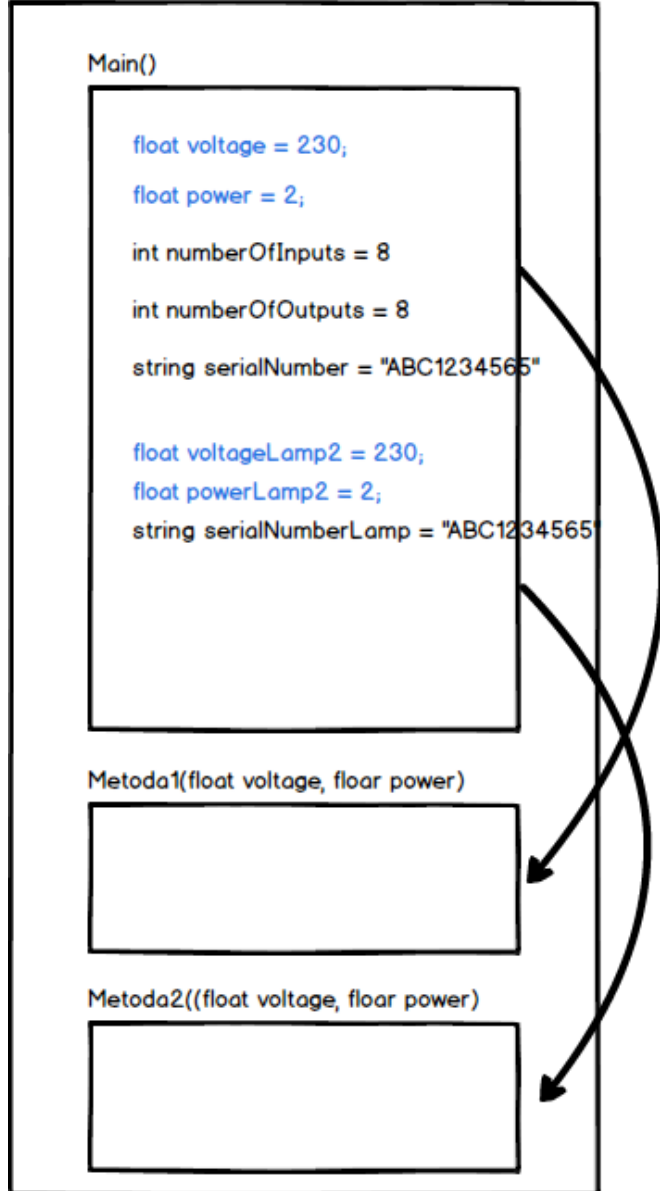 Main()
float voltage = 230;
float power = 2;
int numberOfInputs = 8
int numberOfOutputs = 8
string serialNumber = "ABC1234565"
float voltageLamp2 = 230;
float powerLamp2 = 2;
string serialNumberLamp = "ABC1234565"
Metoda1(float voltage, floar power)
Metoda2((float voltage, floar power)